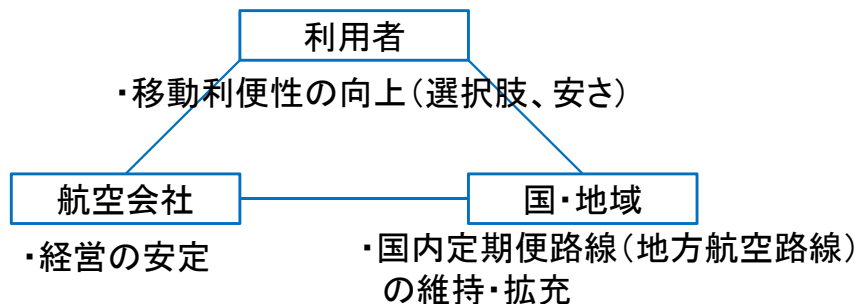 利用者
・移動利便性の向上（選択肢、安さ）
航空会社
国・地域
・経営の安定
・国内定期便路線（地方航空路線）
の維持・拡充